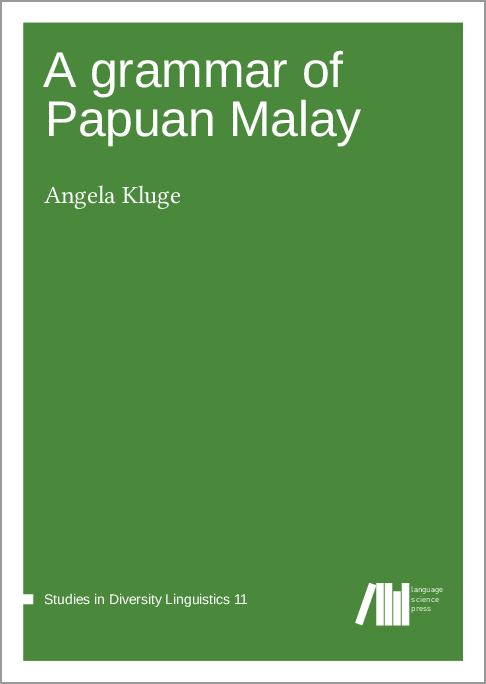 A grammar of
Papuan Malay
Angela Kluge
Studies in Diversity Linguistics 11
language
science
press